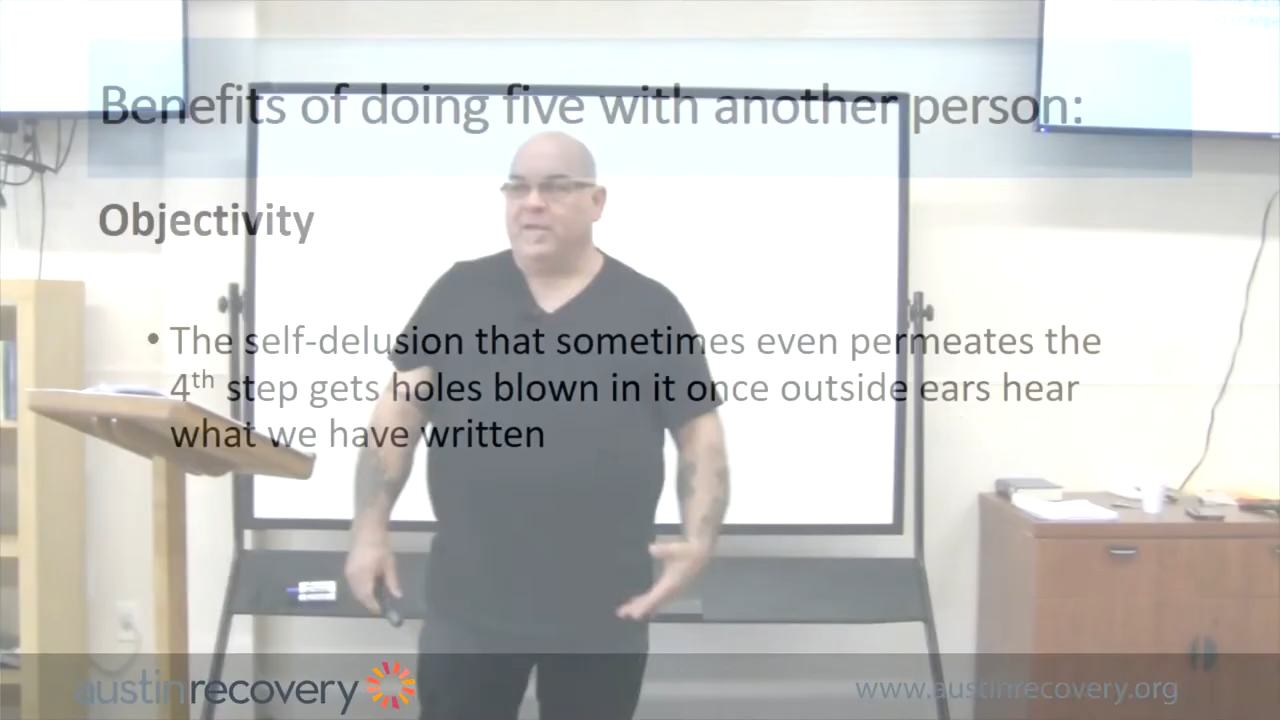 Benefits of doing five with another person:
Objectivity
• The self-delusion that sometimes even permeates the
4th step gets holes blown in it once outside ears hear
what we have written
austinrecovery
www.austinrecovery.org